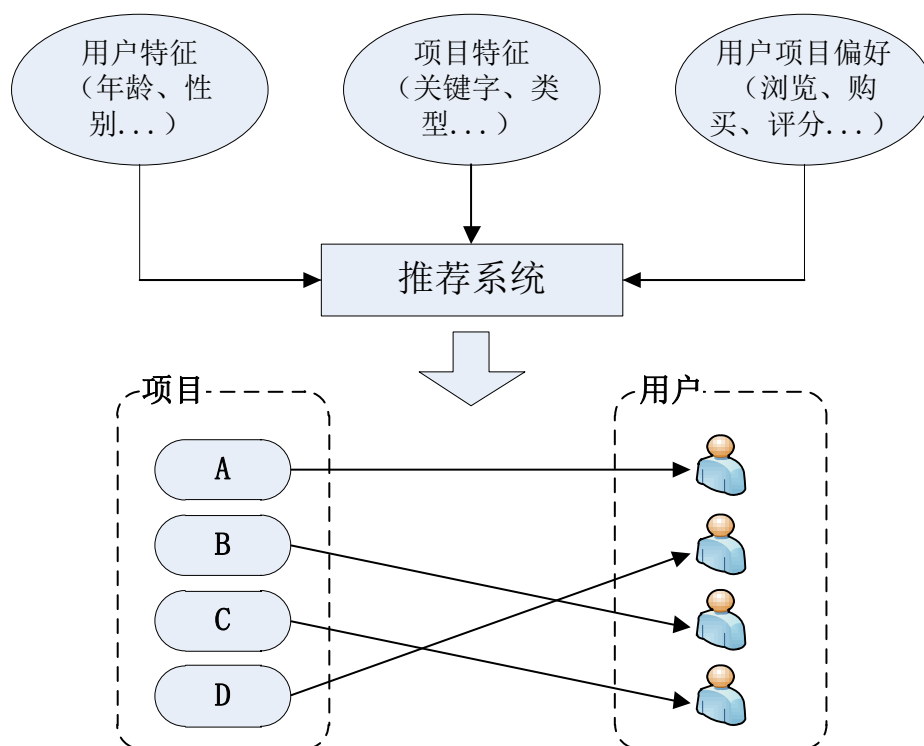 用户特征
（年龄、性
别...）
项目特征
（关键字、类
型...）
用户项目偏好
（浏览、购
买、评分...）
推荐系统
项目
用户
A
B
C
D